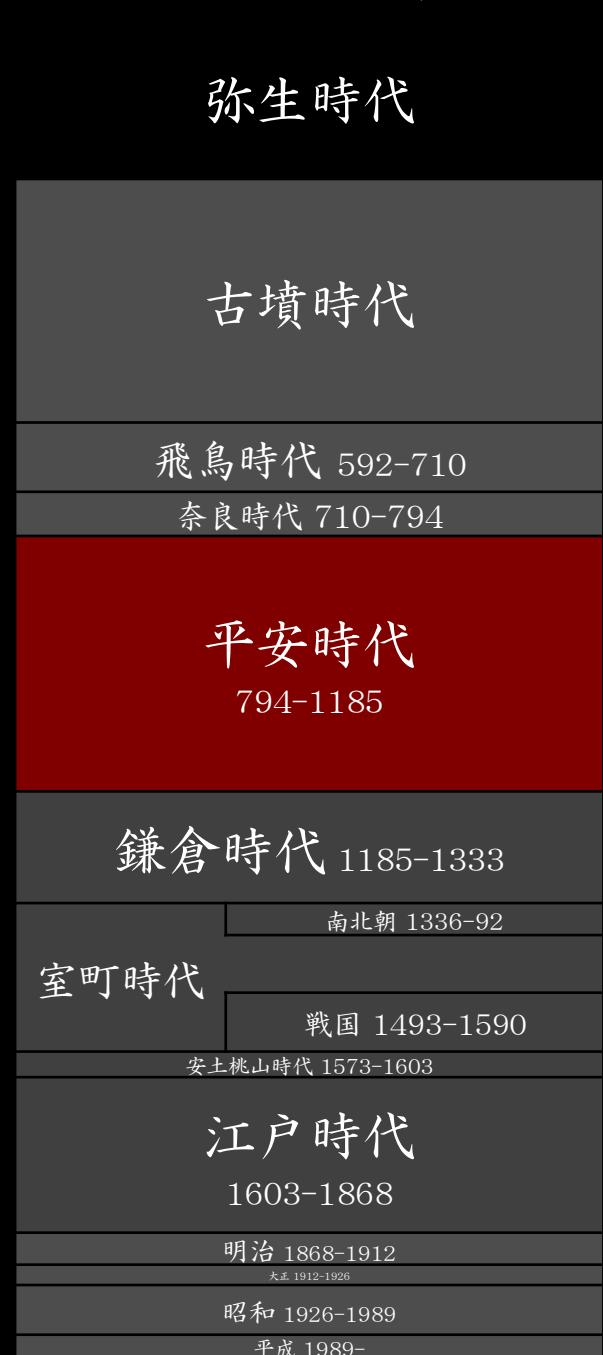 弥生時代
古墳時代
飛鳥時代 592-710
奈良時代 710-794
平安時代
794-1185
鎌倉時代 1185-1333
南北朝 1336-92
室町時代
戦国 1493-1590
安土桃山時代 1573-1603
江户時代
1603-1868
明治 1868-1912
大正 1912-1926
昭和 1926-1989
平成 1989-